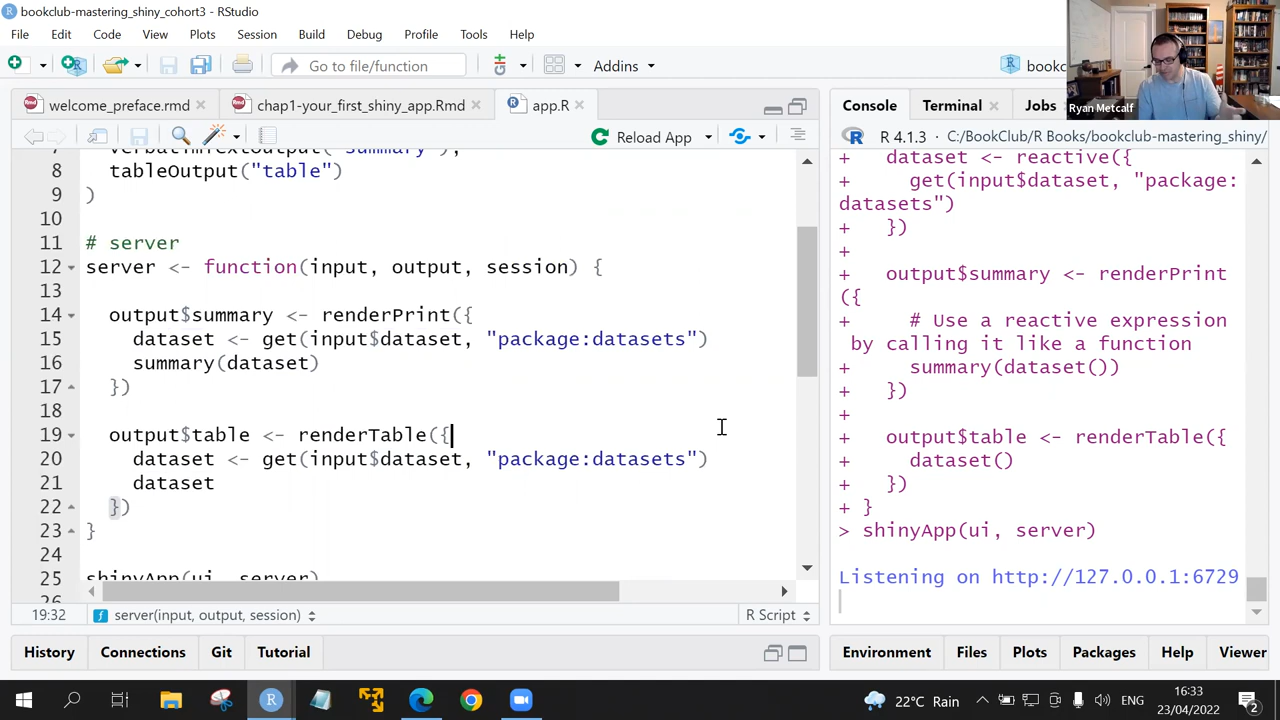 bookclub-mastering_shiny_cohort3 - RStudio
File Edit Code View Plots Session Build Debug Profile Tools Help
Go to file/function Addins bookc
Ryan Metcalf
welcome_preface.rmd chap1-your_first_shiny_app.Rmd app.R
Reload App
8 tableOutput("table")
9 )
10
11 # server
12 server <- function(input, output, session) {
13
14 output$summary <- renderPrint({
15 dataset <- get(input$dataset, "package:datasets")
16 summary(dataset)
17 })
18
19 output$table <- renderTable({
20 dataset <- get(input$dataset, "package:datasets")
21 dataset
22 })
23 }
24
25 shinyApp(ui, server)
19:32 server(input, output, session) R Script
History Connections Git Tutorial
Console Terminal Jobs
R 4.1.3 · C:/BookClub/R Books/bookclub-mastering_shiny/
+ dataset <- reactive({
+ get(input$dataset, "package:
datasets")
+ })
+
+ output$summary <- renderPrint
({
+ # Use a reactive expression
by calling it like a function
+ summary(dataset())
+ })
+
+ output$table <- renderTable({
+ dataset()
+ })
+ }
> shinyApp(ui, server)
Listening on http://127.0.0.1:6729
Environment Files Plots Packages Help Viewer
22°C Rain ENG
16:33
23/04/2022
2